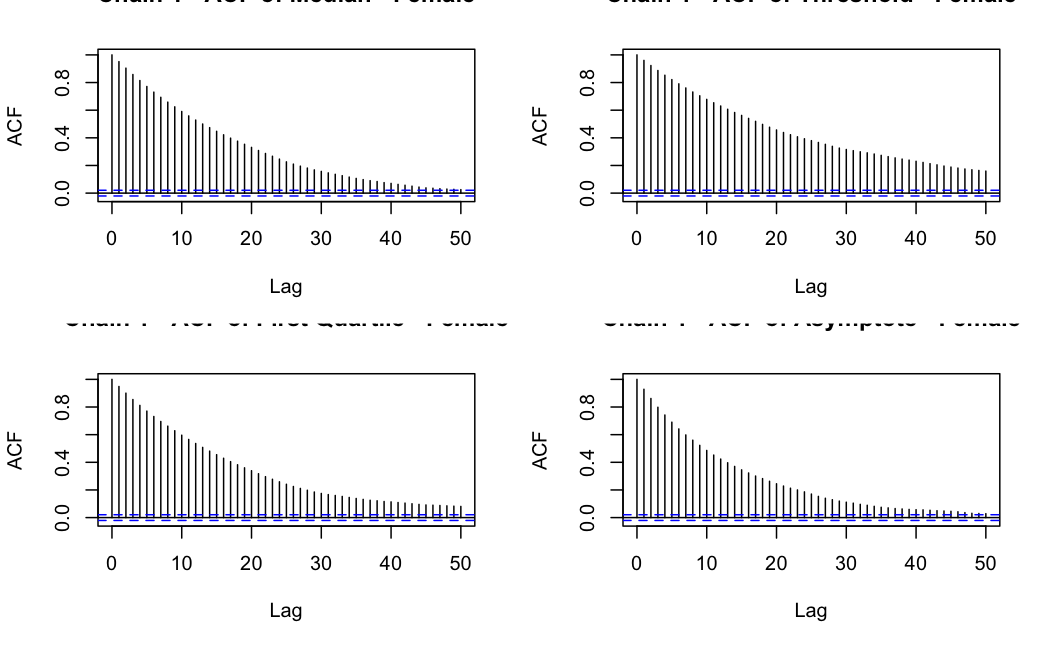 Chain 1 - ACF of Median - Female
Chain 1 - ACF of Threshold - Female
ACF
0.0 0.4 0.8
0 10 20 30 40 50
Lag
ACF
0.0 0.4 0.8
0 10 20 30 40 50
Lag
Chain 1 - ACF of First Quartile - Female
Chain 1 - ACF of Asymptote - Female
ACF
0.0 0.4 0.8
0 10 20 30 40 50
Lag
ACF
0.0 0.4 0.8
0 10 20 30 40 50
Lag